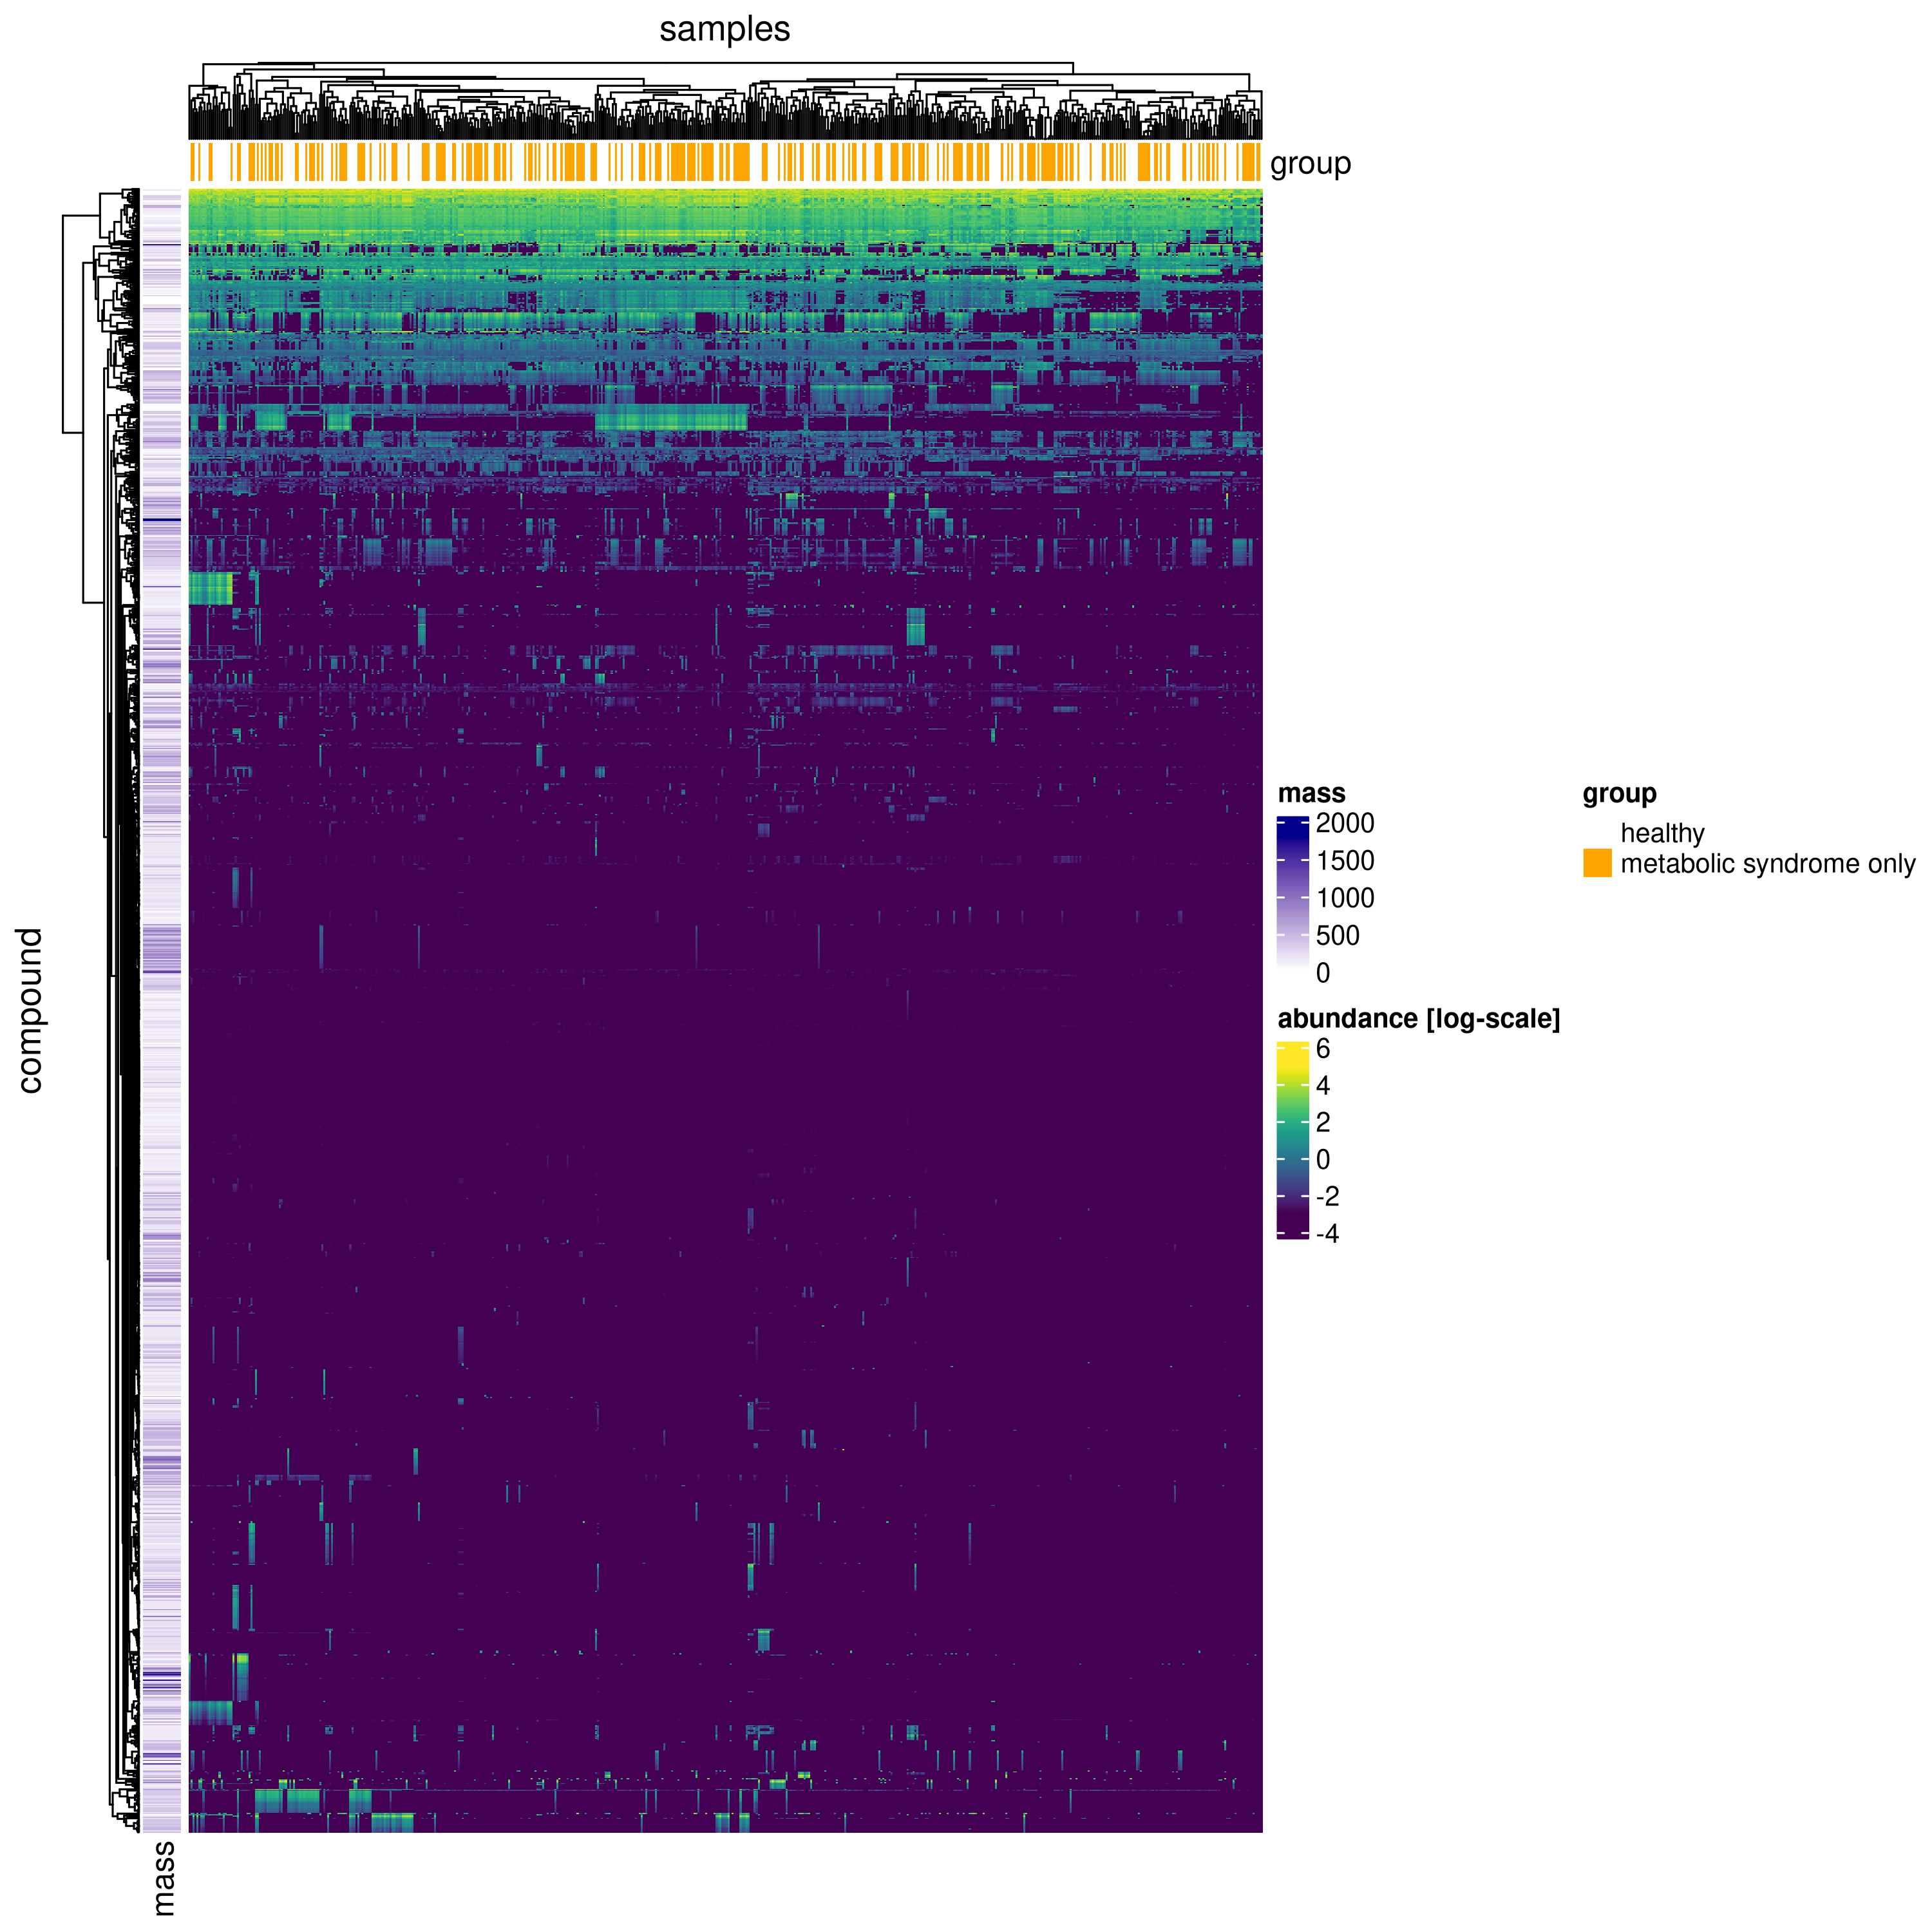 samples
group
compound
mass
mass
2000
1500
1000
500
0
group
healthy
metabolic syndrome only
abundance [log-scale]
6
4
2
0
-2
-4